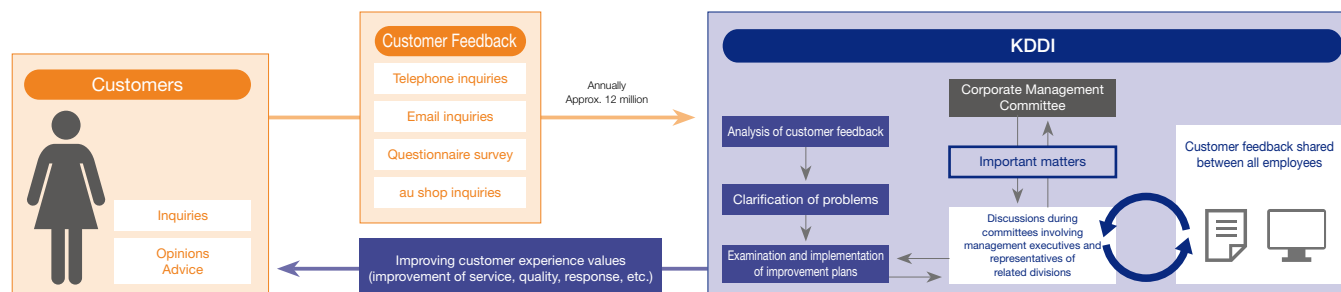 Customers
Inquiries
Opinions
Advice
Customer Feedback
Telephone inquiries
Email inquiries
Questionnaire survey
au shop inquiries
Annually
Approx. 12 million
Improving customer experience values
(improvement of service, quality, response, etc.)
KDDI
Analysis of customer feedback
Clarification of problems
Examination and implementation
of improvement plans
Corporate Management
Committee
Important matters
Discussions during
committees involving
management executives and
representatives of
related divisions
Customer feedback shared
between all employees